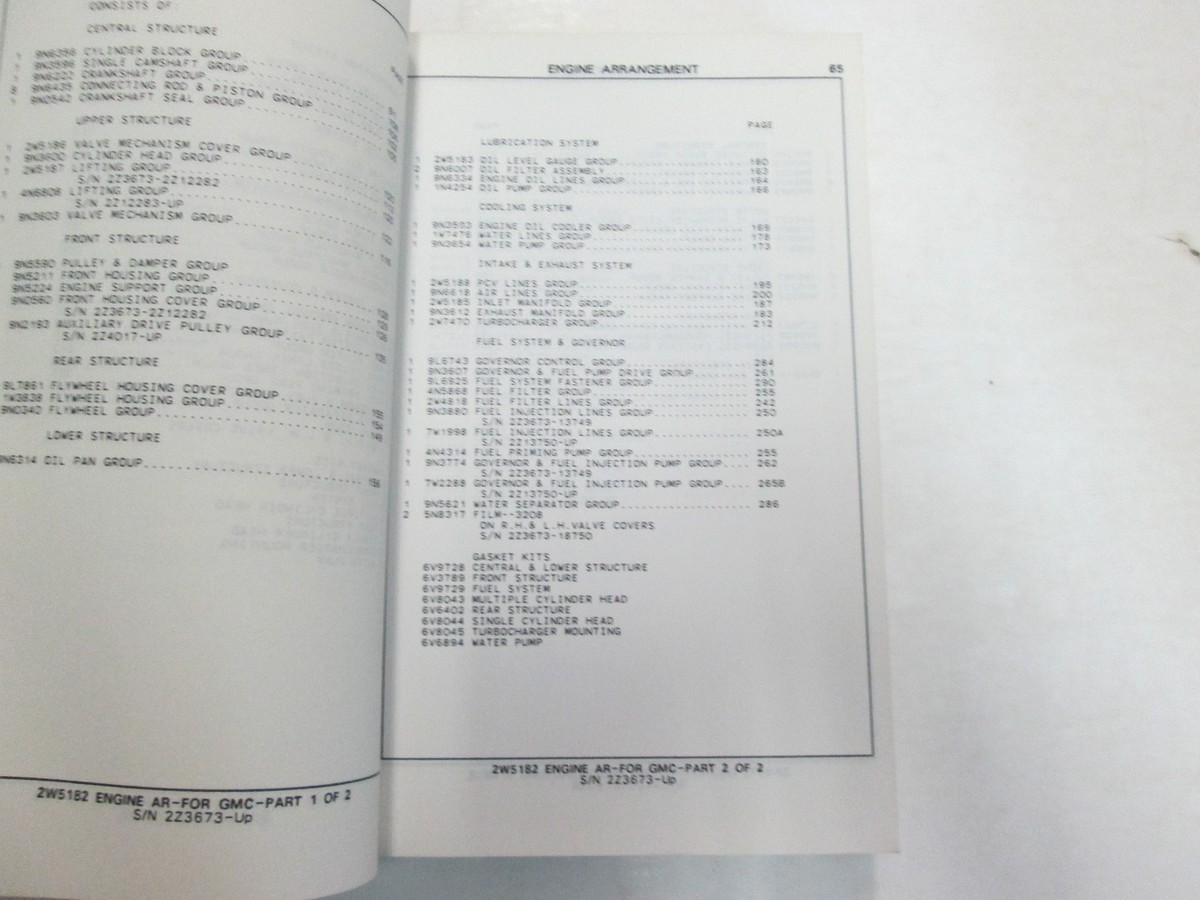 CONSISTS OF:
CENTRAL STRUCTURE
1 9N6358 CYLINDER BLOCK GROUP
1 9N3596 SINGLE CAMSHAFT GROUP
1 9N6222 CRANKSHAFT GROUP
8 9N6435 CONNECTING ROD & PISTON GROUP
1 9N0542 CRANKSHAFT SEAL GROUP
UPPER STRUCTURE
1 2W5186 VALVE MECHANISM COVER GROUP
1 9N3600 CYLINDER HEAD GROUP
1 2W5187 LIFTING GROUP
S/N 2Z3673-2Z12282
1 4N6808 LIFTING GROUP
S/N 2Z12283-UP
1 9N3603 VALVE MECHANISM GROUP
FRONT STRUCTURE
9N5590 PULLEY & DAMPER GROUP
9N5211 FRONT HOUSING GROUP
9N5224 ENGINE SUPPORT GROUP
9N0560 FRONT HOUSING COVER GROUP
S/N 2Z3673-2Z12282
9N2193 AUXILIARY DRIVE PULLEY GROUP
S/N 2Z4017-UP
REAR STRUCTURE
9L7861 FLYWHEEL HOUSING COVER GROUP
1W3838 FLYWHEEL HOUSING GROUP
9N0340 FLYWHEEL GROUP
LOWER STRUCTURE
9N6314 OIL PAN GROUP 156
2W5182 ENGINE AR-FOR GMC-PART 1 OF 2
S/N 2Z3673-Up
ENGINE ARRANGEMENT 65
PAGE
LUBRICATION SYSTEM
1 2W5183 OIL LEVEL GAUGE GROUP 160
2 9N6007 OIL FILTER ASSEMBLY 163
1 9N6334 ENGINE OIL LINES GROUP 164
1 1N4254 OIL PUMP GROUP 166
COOLING SYSTEM
1 9N3593 ENGINE OIL COOLER GROUP 169
1 1W7476 WATER LINES GROUP 178
1 9N3654 WATER PUMP GROUP 173
INTAKE & EXHAUST SYSTEM
1 2W5188 PCV LINES GROUP 195
1 9N6618 AIR LINES GROUP 200
1 2W5185 INLET MANIFOLD GROUP 187
1 9N3612 EXHAUST MANIFOLD GROUP 183
1 2W7470 TURBOCHARGER GROUP 212
FUEL SYSTEM & GOVERNOR
1 9L6743 GOVERNOR CONTROL GROUP 284
1 9N3607 GOVERNOR & FUEL PUMP DRIVE GROUP 261
1 9L6925 FUEL SYSTEM FASTENER GROUP 290
1 4N5868 FUEL FILTER GROUP 255
1 2W4818 FUEL FILTER LINES GROUP 242
1 9N3880 FUEL INJECTION LINES GROUP 250
S/N 2Z3673-13749
1 7W1998 FUEL INJECTION LINES GROUP 250A
S/N 2Z13750-UP
1 4N4314 FUEL PRIMING PUMP GROUP 255
1 9N3774 GOVERNOR & FUEL INJECTION PUMP GROUP 262
S/N 2Z3673-13749
1 7W2288 GOVERNOR & FUEL INJECTION PUMP GROUP 265B
S/N 2Z13750-UP
1 9N5621 WATER SEPARATOR GROUP 286
2 5N8317 FILM--3208
ON R.H.& L.H.VALVE COVERS
S/N 2Z3673-18750
GASKET KITS
6V9728 CENTRAL & LOWER STRUCTURE
6V3789 FRONT STRUCTURE
6V9729 FUEL SYSTEM
6V8043 MULTIPLE CYLINDER HEAD
6V6402 REAR STRUCTURE
6V8044 SINGLE CYLINDER HEAD
6V8045 TURBOCHARGER MOUNTING
6V6894 WATER PUMP
2W5182 ENGINE AR-FOR GMC-PART 2 OF 2
S/N 2Z3673-Up